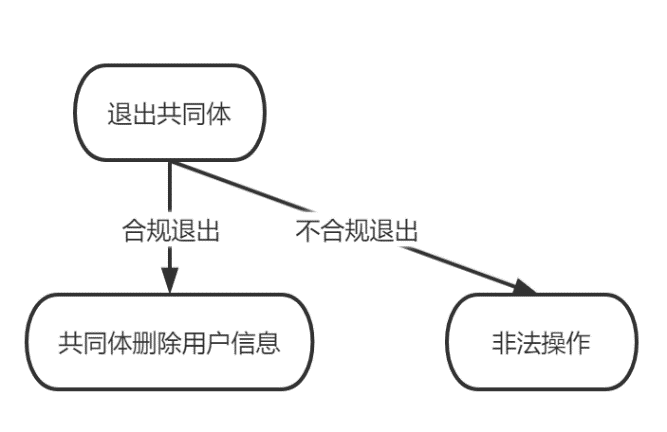 退出共同体
合规退出
不合规退出
共同体删除用户信息
非法操作